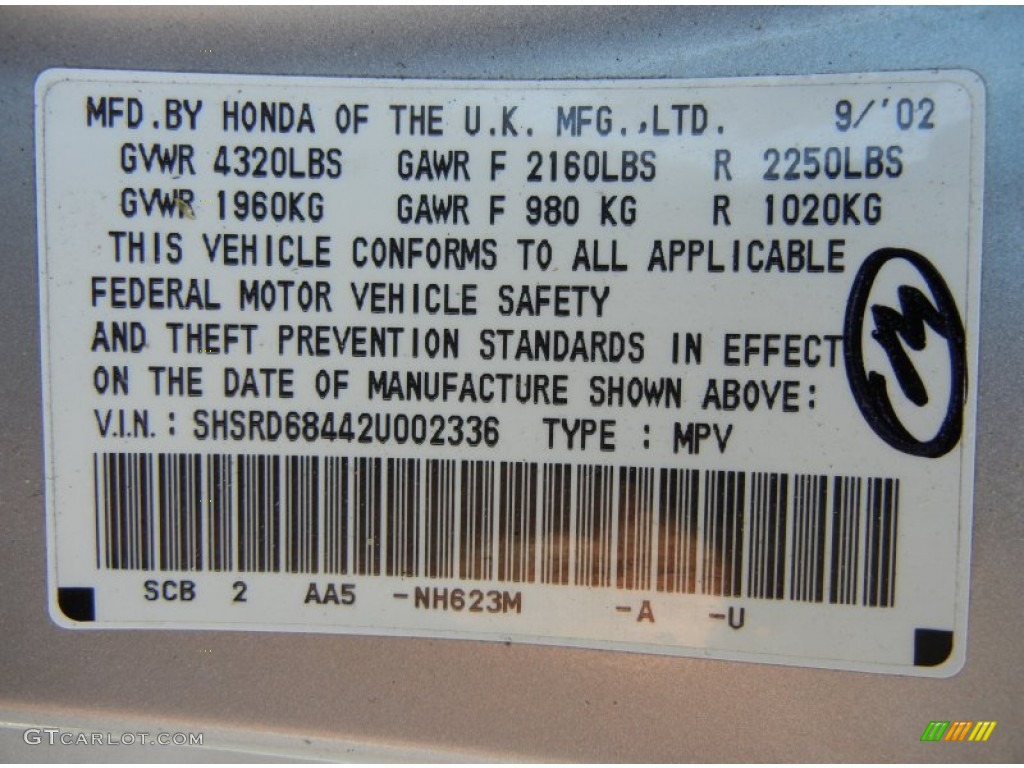 MFD.BY HONDA OF THE U.K. MFG.,LTD. 9/'02
GVWR 4320LBS GAWR F 2160LBS R 2250LBS
GVWR 1960KG GAWR F 980 KG R 1020KG
THIS VEHICLE CONFORMS TO ALL APPLICABLE
FEDERAL MOTOR VEHICLE SAFETY
AND THEFT PREVENTION STANDARDS IN EFFECT
ON THE DATE OF MANUFACTURE SHOWN ABOVE:
V.I.N.: SHSRD68442U002336 TYPE : MPV
SCB 2 AA5 -NH623M -A -U
GTCARLOT.COM